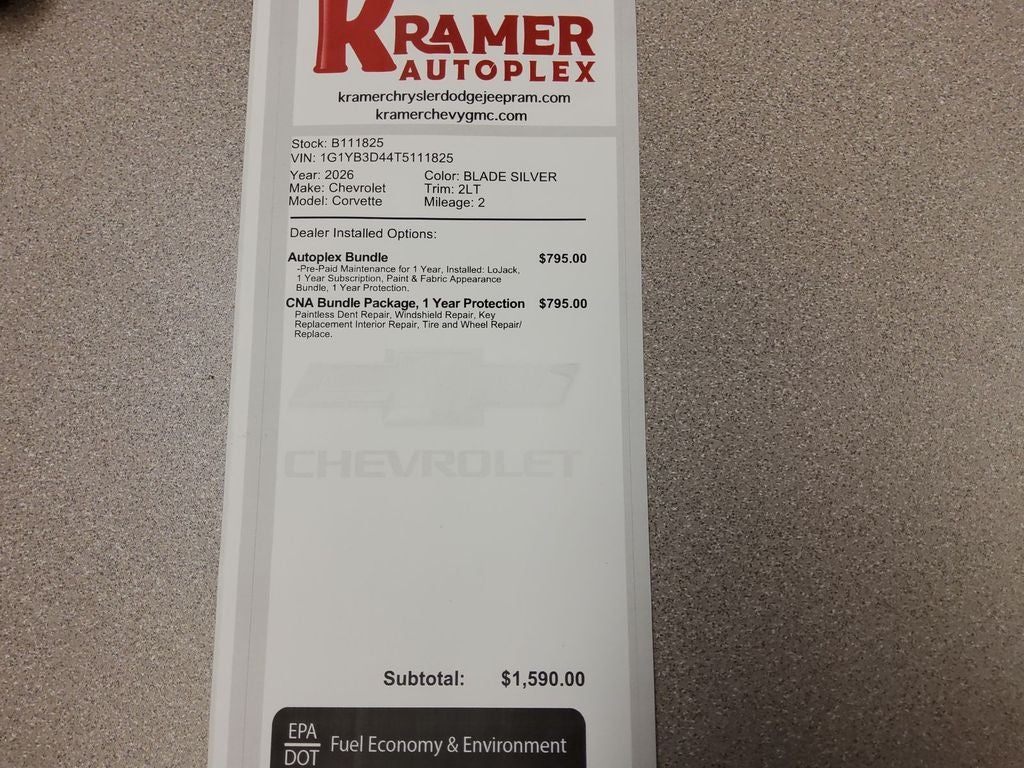 KRAMER
AUTOPLEX
kramerchryslerdodgejeepram.com
kramerchevygmc.com
Stock: B111825
VIN: 1G1YB3D44T5111825
Year: 2026 Color: BLADE SILVER
Make: Chevrolet Trim: 2LT
Model: Corvette Mileage: 2
Dealer Installed Options:
Autoplex Bundle $795.00
-Pre-Paid Maintenance for 1 Year, Installed: LoJack,
1 Year Subscription, Paint & Fabric Appearance
Bundle, 1 Year Protection.
CNA Bundle Package, 1 Year Protection $795.00
Paintless Dent Repair, Windshield Repair, Key
Replacement Interior Repair, Tire and Wheel Repair/
Replace.
CHEVROLET
Subtotal: $1,590.00
EPA
DOT Fuel Economy & Environment